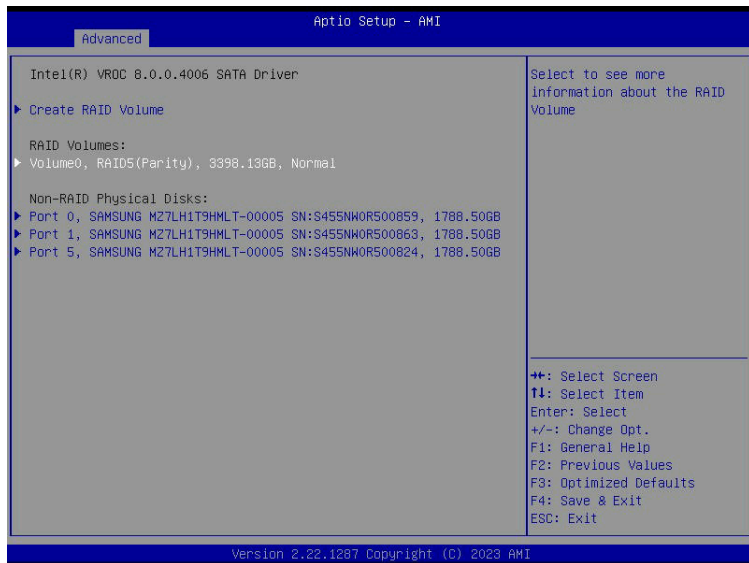 Aptio Setup – AMI
Advanced
Intel(R) VROC 8.0.0.4006 SATA Driver
Create RAID Volume
RAID Volumes:
Volume0, RAID5(Parity), 3398.13GB, Normal
Non-RAID Physical Disks:
Port 0, SAMSUNG MZ7LH1T9HMLT-00005 SN:S455NW0R500859, 1788.50GB
Port 1, SAMSUNG MZ7LH1T9HMLT-00005 SN:S455NW0R500863, 1788.50GB
Port 5, SAMSUNG MZ7LH1T9HMLT-00005 SN:S455NW0R500824, 1788.50GB
Select to see more
information about the RAID
Volume
→←: Select Screen
↑↓: Select Item
Enter: Select
+/-: Change Opt.
F1: General Help
F2: Previous Values
F3: Optimized Defaults
F4: Save & Exit
ESC: Exit
Version 2.22.1287 Copyright (C) 2023 AMI